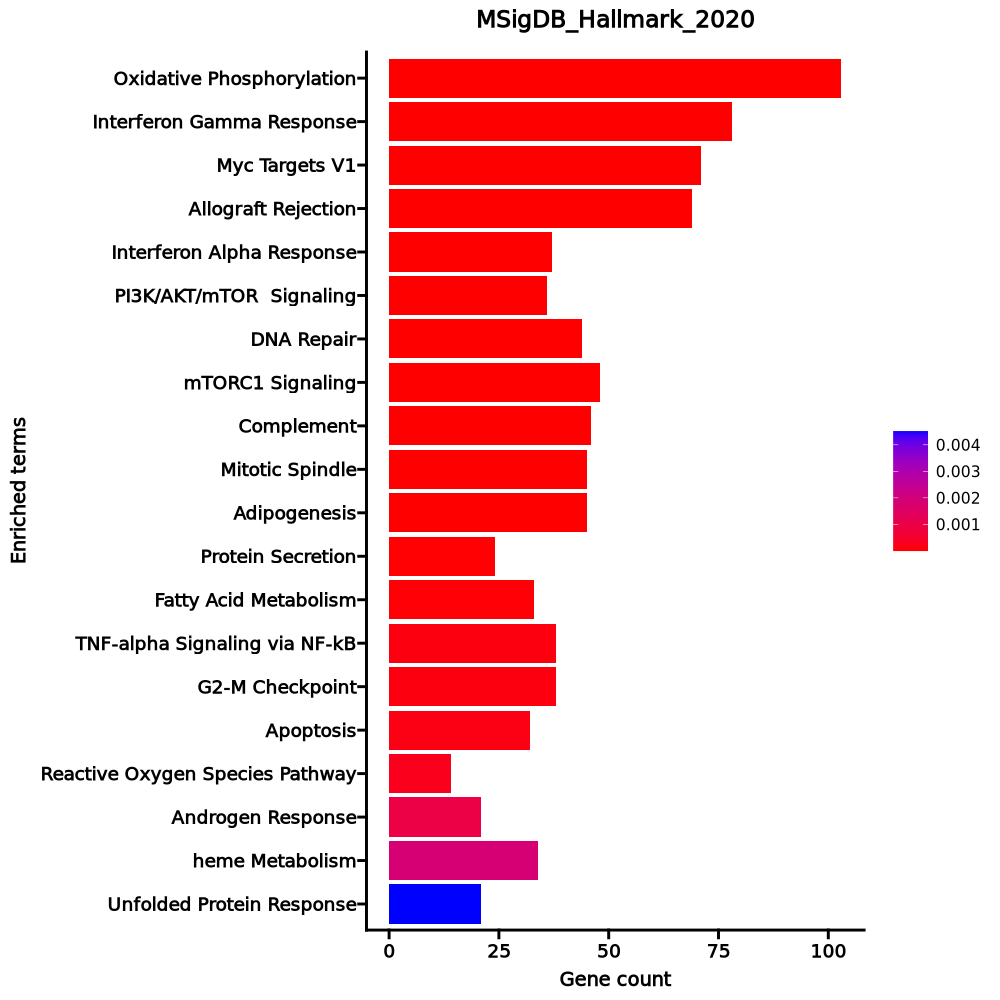 MSigDB_Hallmark_2020
Oxidative Phosphorylation
Interferon Gamma Response
Myc Targets V1
Allograft Rejection
Interferon Alpha Response
PI3K/AKT/mTOR  Signaling
DNA Repair
mTORC1 Signaling
Complement
Mitotic Spindle
Adipogenesis
Protein Secretion
Fatty Acid Metabolism
TNF-alpha Signaling via NF-kB
G2-M Checkpoint
Apoptosis
Reactive Oxygen Species Pathway
Androgen Response
heme Metabolism
Unfolded Protein Response
Enriched terms
0 25 50 75 100
Gene count
0.004
0.003
0.002
0.001